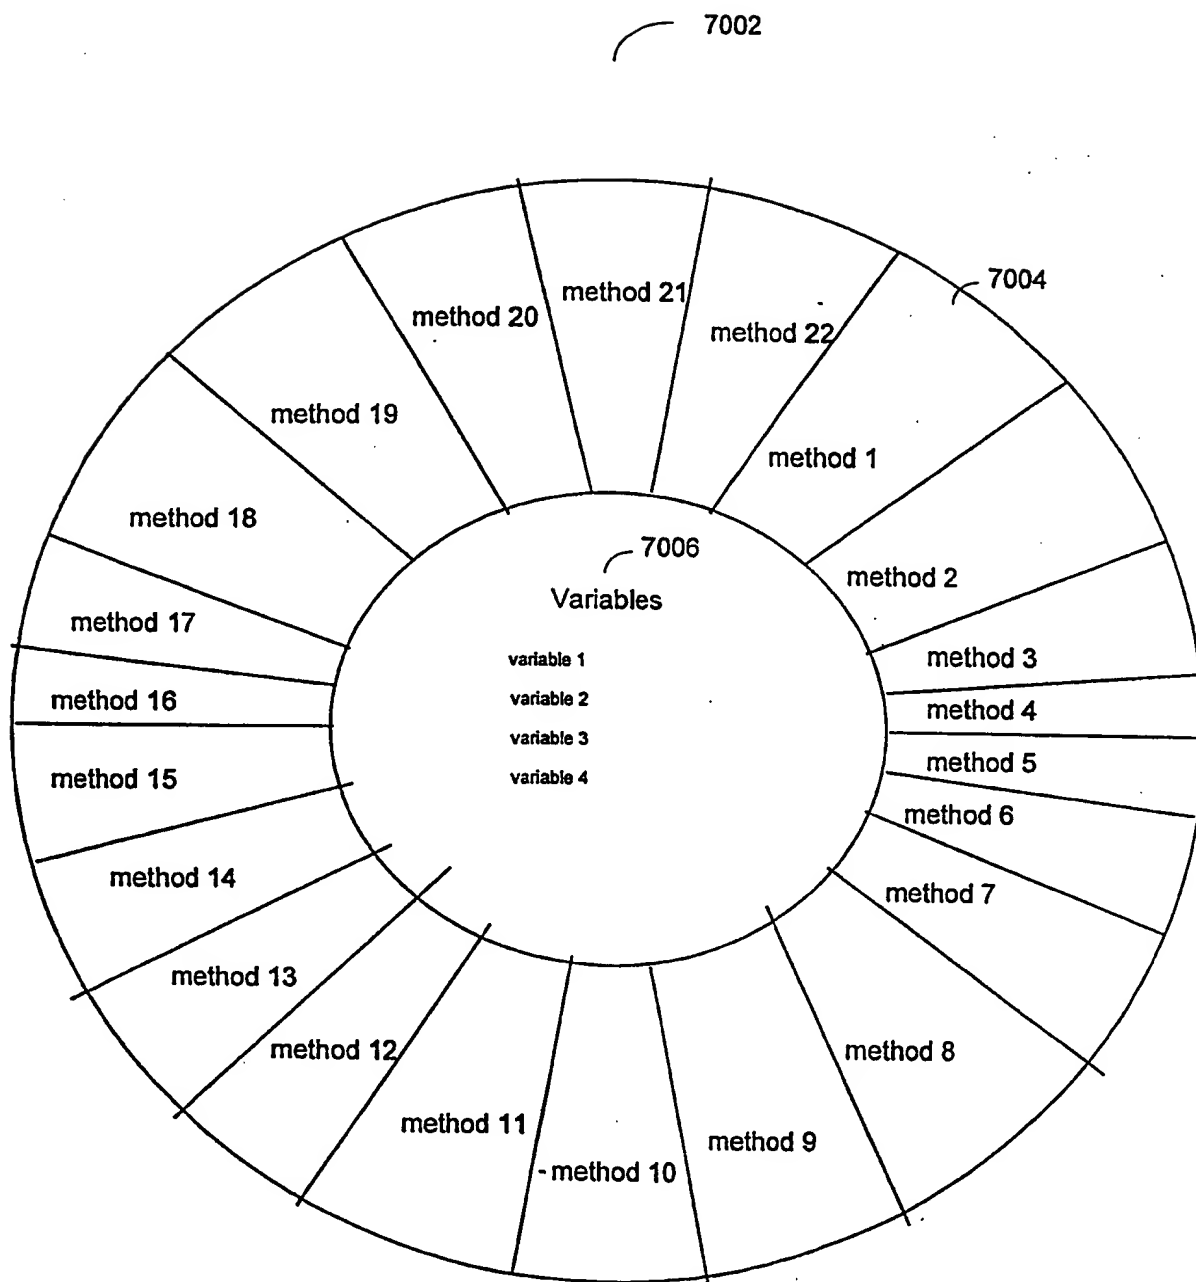 7002
7004
method 21
method 20
method 22
method 19
method 1
method 18
7006
method 2
Variables
method 17
method 3
variable 1
method 16
variable 2
method 4
variable 3
method 5
method 15
variable 4
method 6
method 14
method 7
method 13
method 12
method 8
method 11
method 9
method 10